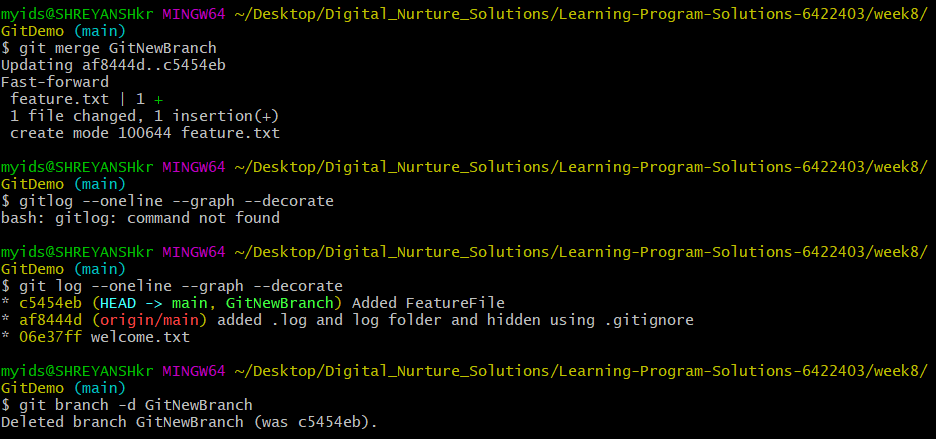 myids@SHREYANSHkr MINGW64 ~/Desktop/Digital_Nurture_Solutions/Learning-Program-Solutions-6422403/week8/
GitDemo (main)
$ git merge GitNewBranch
Updating af8444d..c5454eb
Fast-forward
 feature.txt | 1 +
 1 file changed, 1 insertion(+)
 create mode 100644 feature.txt
myids@SHREYANSHkr MINGW64 ~/Desktop/Digital_Nurture_Solutions/Learning-Program-Solutions-6422403/week8/
GitDemo (main)
$ gitlog --oneline --graph --decorate
bash: gitlog: command not found
myids@SHREYANSHkr MINGW64 ~/Desktop/Digital_Nurture_Solutions/Learning-Program-Solutions-6422403/week8/
GitDemo (main)
$ git log --oneline --graph --decorate
* c5454eb (HEAD -> main, GitNewBranch) Added FeatureFile
* af8444d (origin/main) added .log and log folder and hidden using .gitignore
* 06e37ff welcome.txt
myids@SHREYANSHkr MINGW64 ~/Desktop/Digital_Nurture_Solutions/Learning-Program-Solutions-6422403/week8/
GitDemo (main)
$ git branch -d GitNewBranch
Deleted branch GitNewBranch (was c5454eb).